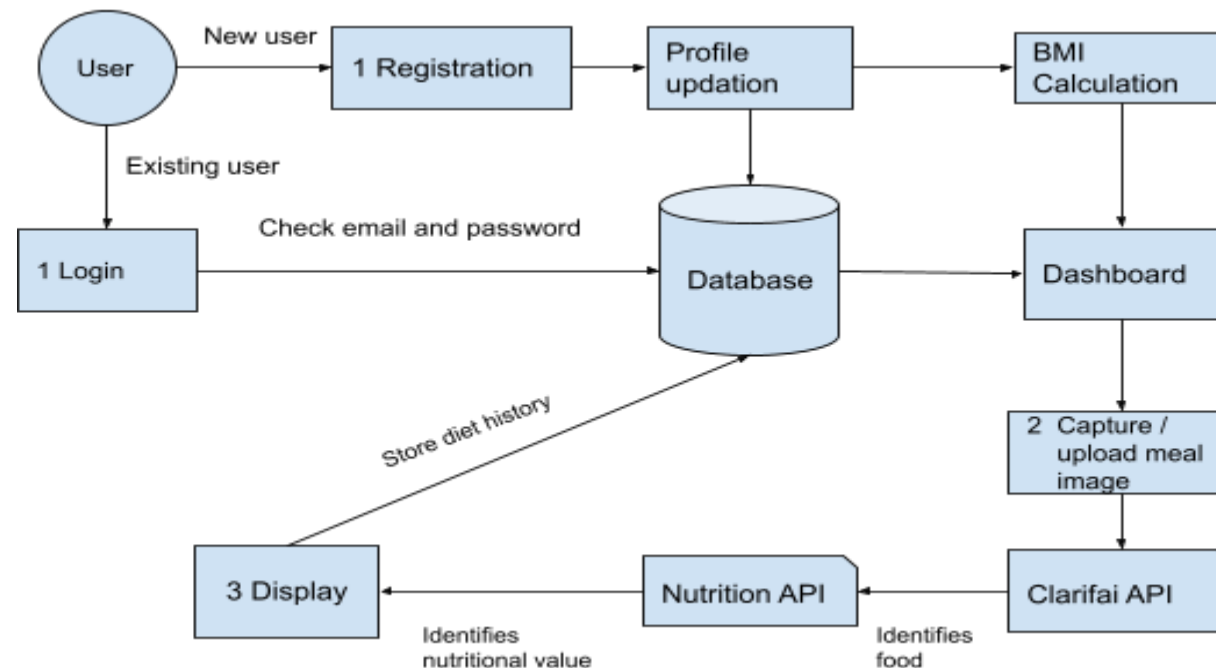 New user
User
1 Registration
Profile
updation
BMI
Calculation
Existing user
Check email and password
1 Login
Database
Dashboard
Store diet history
2 Capture /
upload meal
image
3 Display
Nutrition API
Clarifai API
Identifies
nutritional value
Identifies
food